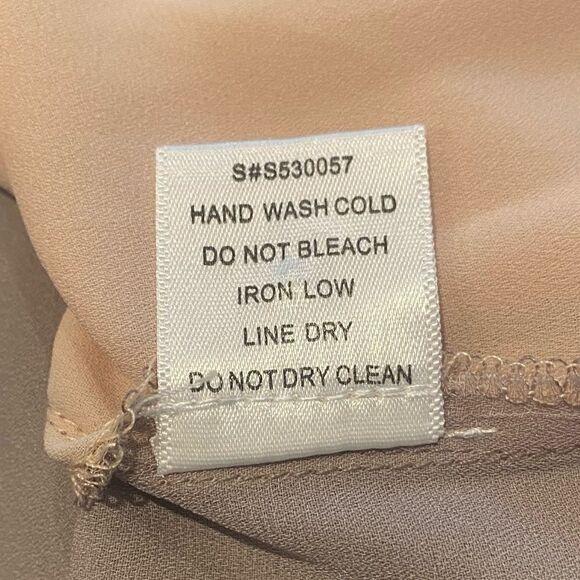 S#S530057
HAND WASH COLD
DO NOT BLEACH
IRON LOW
LINE DRY
DO NOT DRY CLEAN